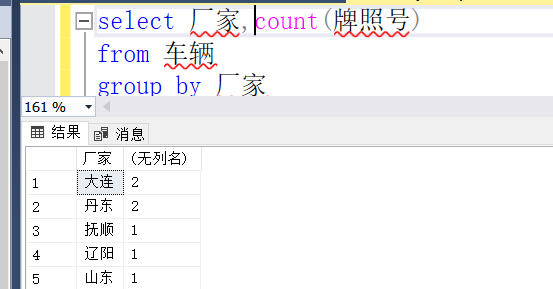 select 厂家,count(牌照号)
from 车辆
group by 厂家
161 %
结果 消息
厂家 (无列名)
1 大连 2
2 丹东 2
3 抚顺 1
4 辽阳 1
5 山东 1